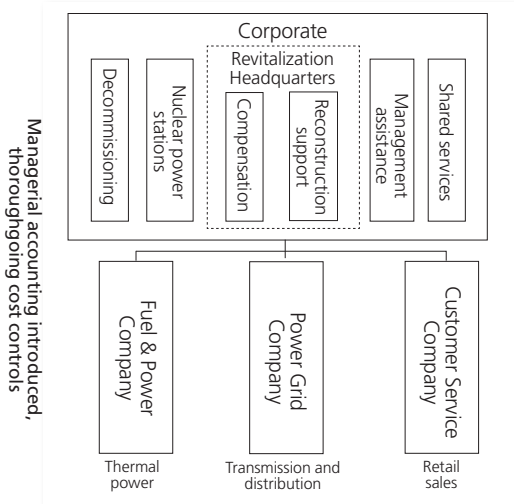 Corporate
Revitalization
Headquarters
Decommissioning
Nuclear power
stations
Compensation
Reconstruction
support
Management
assistance
Shared services
Managerial accounting introduced,
thoroughgoing cost controls
Fuel & Power
Company
Power Grid
Company
Customer Service
Company
Thermal
power
Transmission and
distribution
Retail
sales